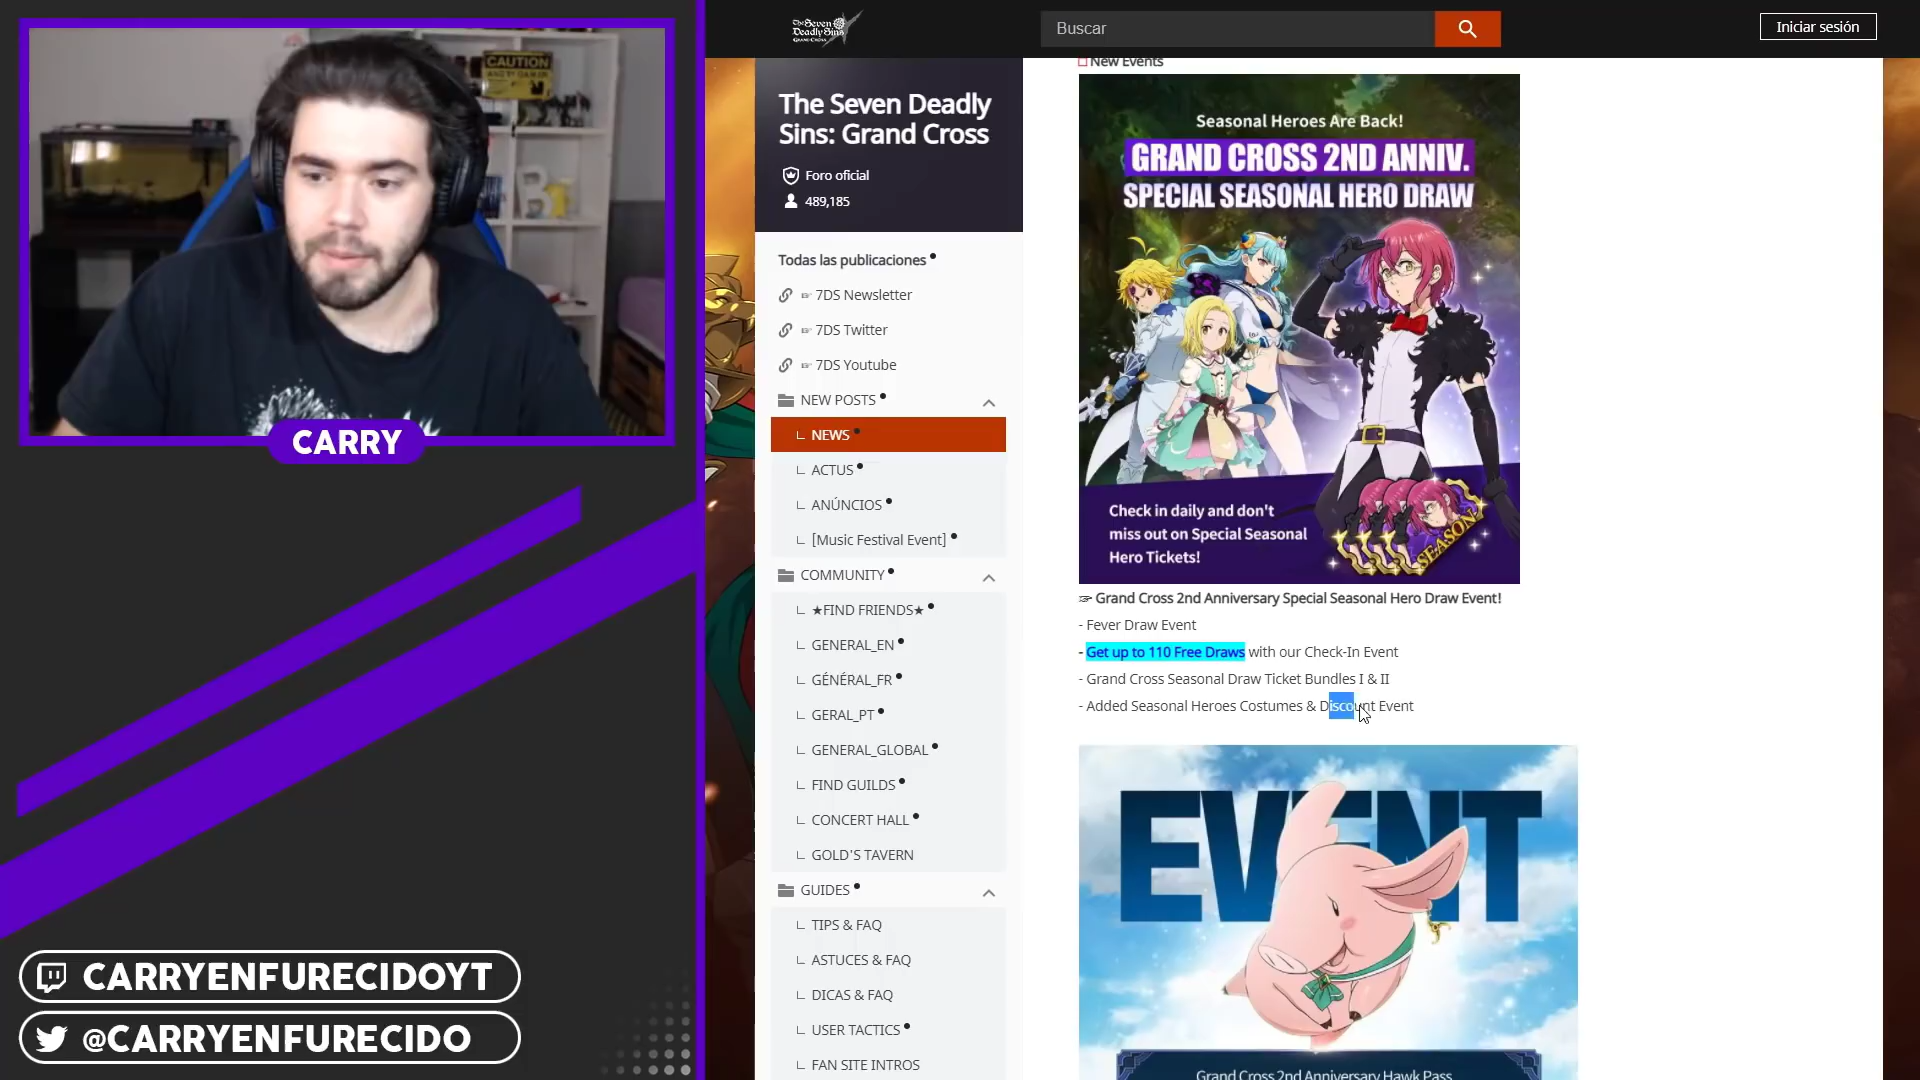 CAUTION
CARRY
CARRYENFURECIDOYT
@CARRYENFURECIDO
The Seven
Deadly Sins
GRAND CROSS
Buscar
Iniciar sesión
The Seven Deadly
Sins: Grand Cross
Foro oficial
489,185
Todas las publicaciones
☞ 7DS Newsletter
☞ 7DS Twitter
☞ 7DS Youtube
NEW POSTS
NEWS
ACTUS
ANÚNCIOS
[Music Festival Event]
COMMUNITY
★FIND FRIENDS★
GENERAL_EN
GÉNÉRAL_FR
GERAL_PT
GENERAL_GLOBAL
FIND GUILDS
CONCERT HALL
GOLD'S TAVERN
GUIDES
TIPS & FAQ
ASTUCES & FAQ
DICAS & FAQ
USER TACTICS
FAN SITE INTROS
New Events
Seasonal Heroes Are Back!
GRAND CROSS 2ND ANNIV.
SPECIAL SEASONAL HERO DRAW
Check in daily and don't
miss out on Special Seasonal
Hero Tickets!
SEASON
☞ Grand Cross 2nd Anniversary Special Seasonal Hero Draw Event!
- Fever Draw Event
- Get up to 110 Free Draws with our Check-In Event
- Grand Cross Seasonal Draw Ticket Bundles I & II
- Added Seasonal Heroes Costumes & Discount Event
EVENT
Grand Cross 2nd Anniversary Hawk Pass